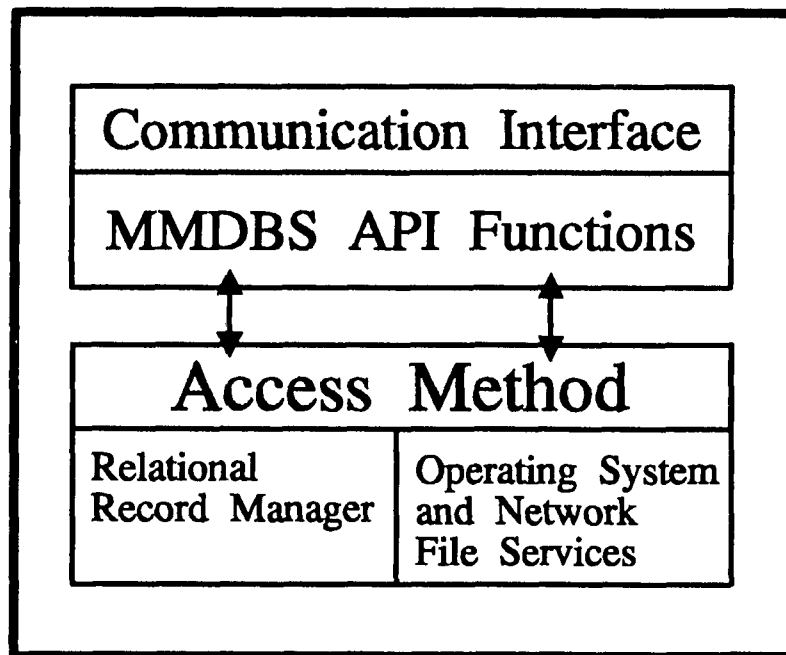 Communication Interface
MMDBS API Functions
Access Method
Relational
Record Manager
Operating System
and Network
File Services